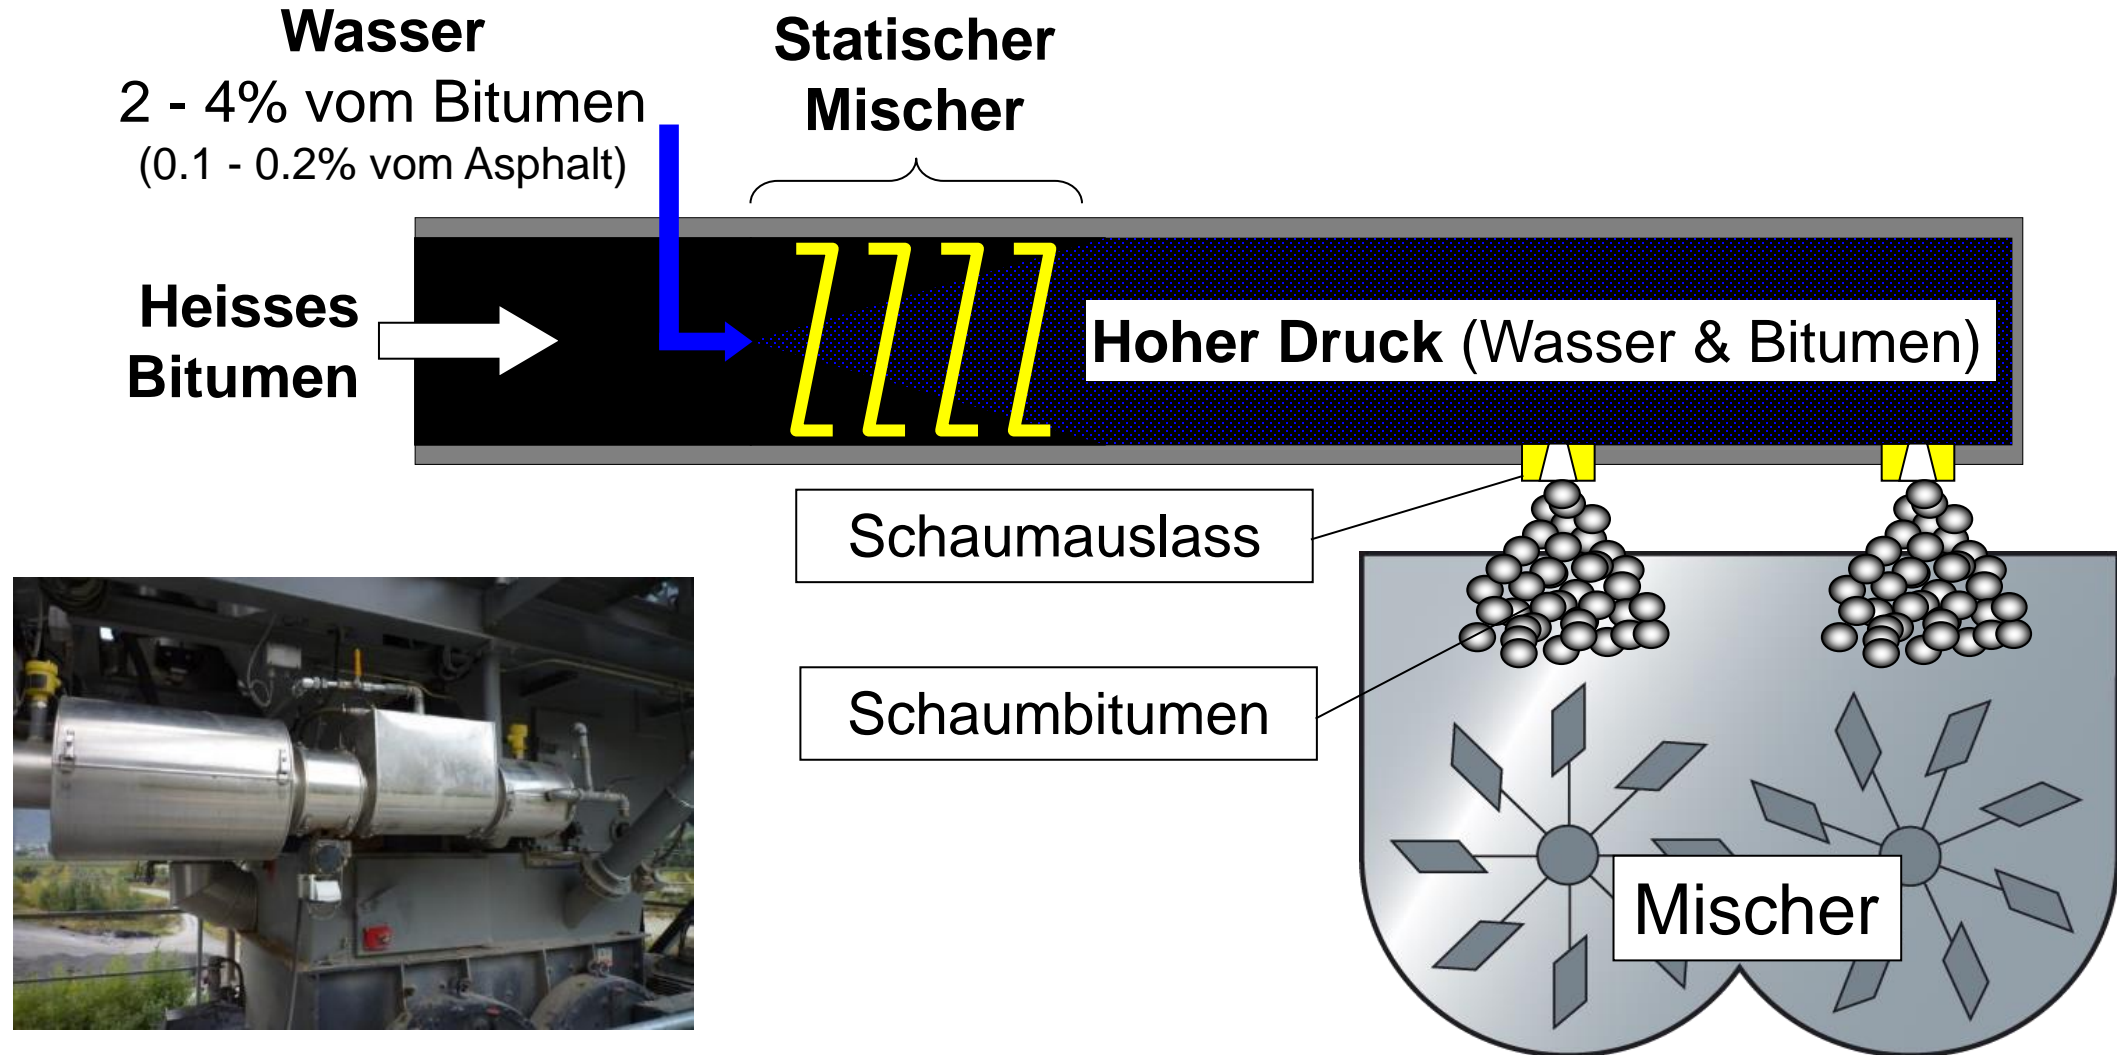 Wasser
2 - 4% vom Bitumen
(0.1 - 0.2% vom Asphalt)
Statischer
Mischer
Heisses
Bitumen
Hoher Druck (Wasser & Bitumen)
Schaumauslass
Schaumbitumen
Mischer